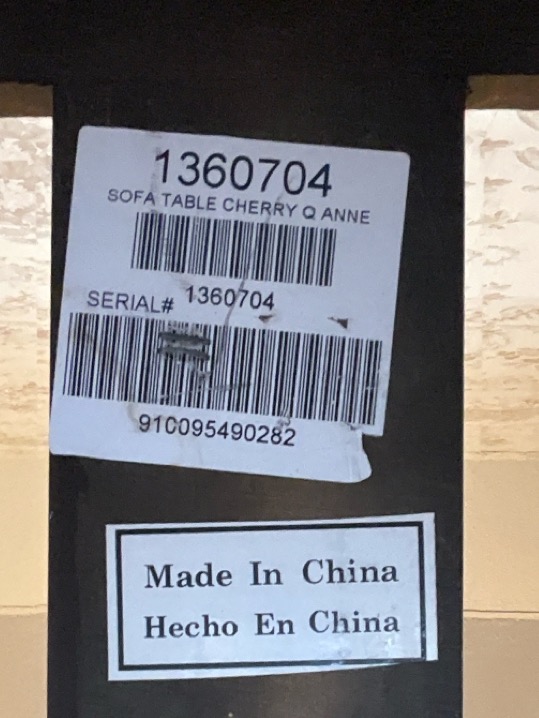 1360704
SOFA TABLE CHERRY Q ANNE
1360704
SERIAL#
910095490282
Made In China
Hecho En China